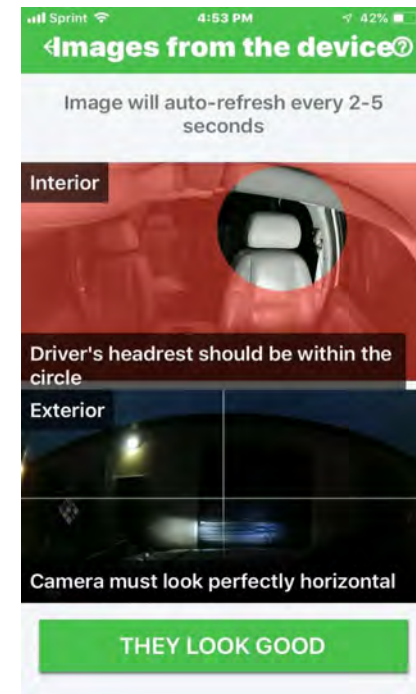 Sprint 4:53 PM 42%
Images from the device
Image will auto-refresh every 2-5
seconds
Interior
Driver's headrest should be within the
circle
Exterior
Camera must look perfectly horizontal
THEY LOOK GOOD